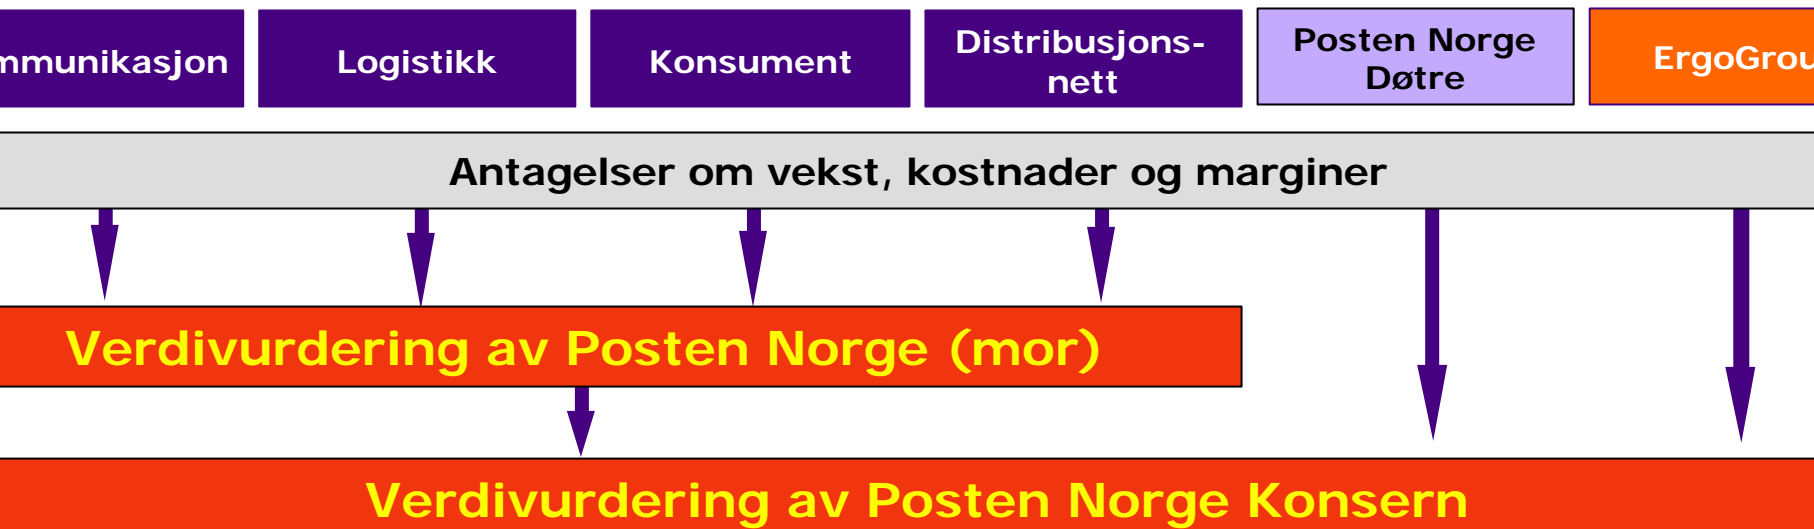 mmunikasjon
Logistikk
Konsument
Distribusjons-
nett
Posten Norge
Døtre
ErgoGrou
Antagelser om vekst, kostnader og marginer
Verdivurdering av Posten Norge (mor)
Verdivurdering av Posten Norge Konsern